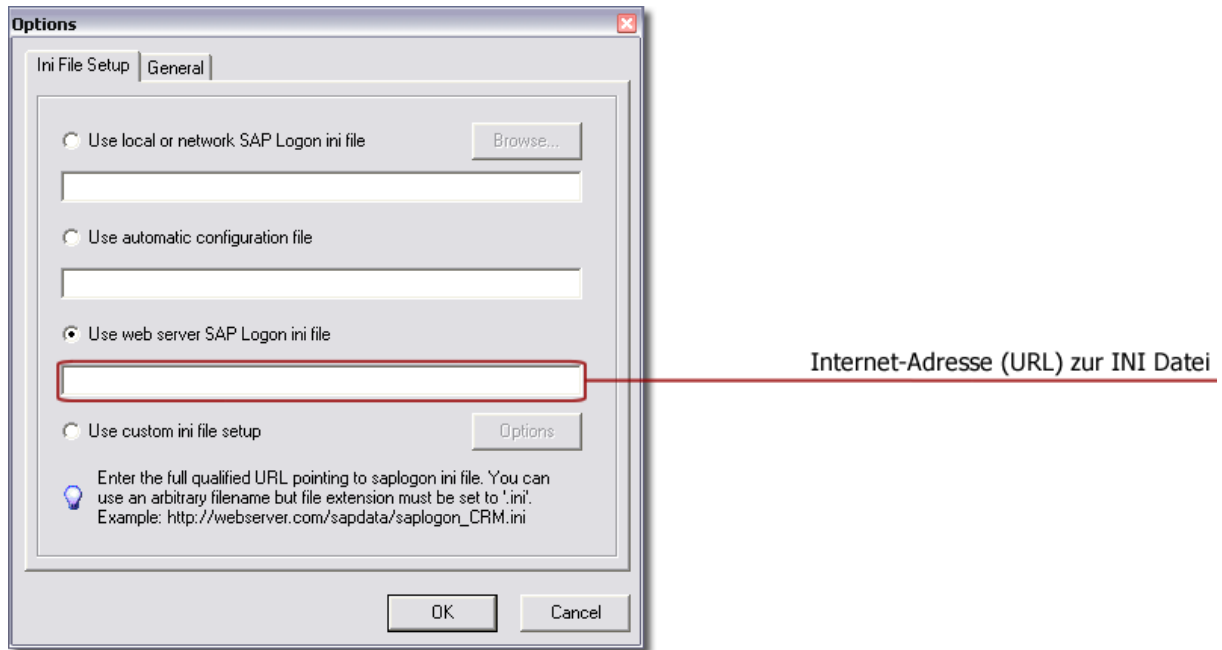 Options
Ini File Setup
General
Use local or network SAP Logon ini file
Browse...
Use automatic configuration file
Use web server SAP Logon ini file
Internet-Adresse (URL) zur INI Datei
Use custom ini file setup
Options
Enter the full qualified URL pointing to saplogon ini file. You can
use an arbitrary filename but file extension must be set to '.ini'.
Example: http://webserver.com/sapdata/saplogon_CRM.ini
OK
Cancel